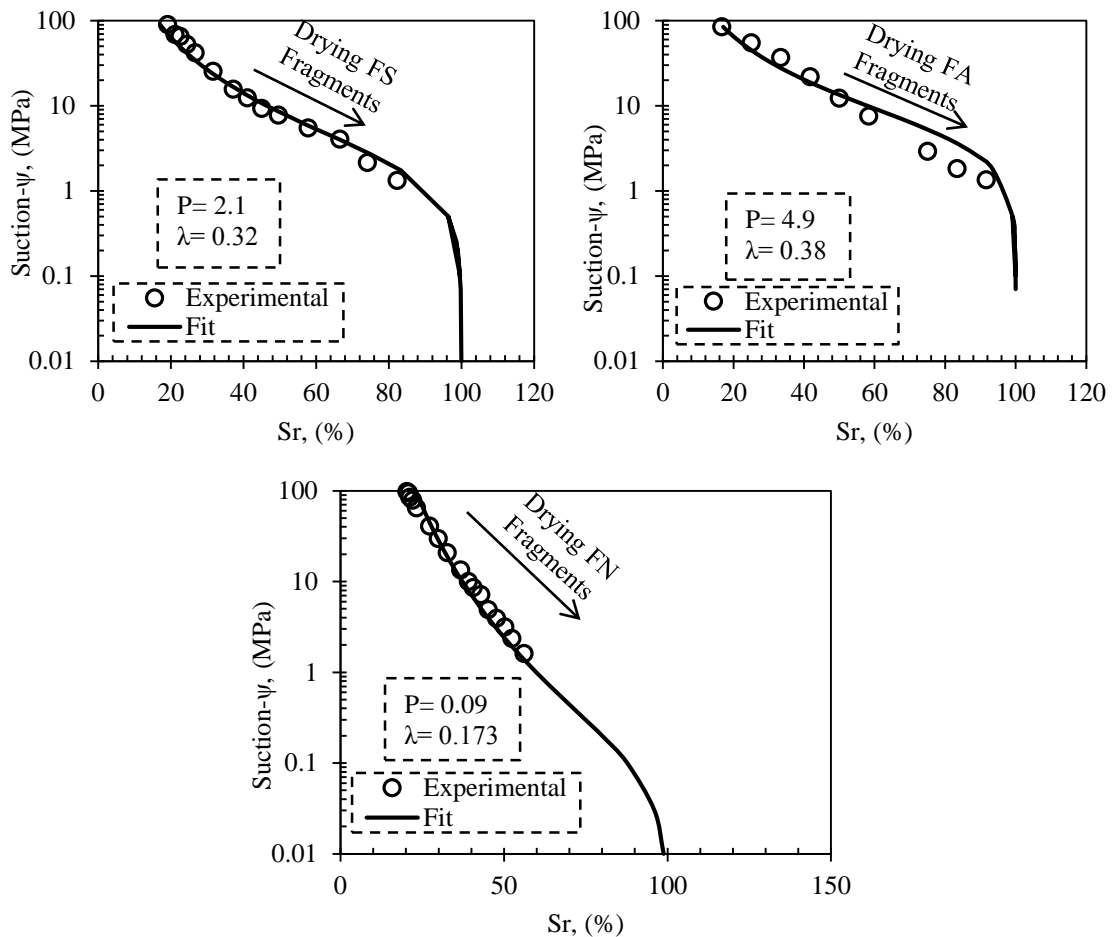 100
10
1
0.1
0.01
0 20 40 60 80 100 120
Suction-ψ, (MPa)
Sr, (%)
Drying FS
Fragments
P= 2.1
λ= 0.32
Experimental
Fit
100
10
1
0.1
0.01
0 20 40 60 80 100 120
Suction-ψ, (MPa)
Sr, (%)
Drying FA
Fragments
P= 4.9
λ= 0.38
Experimental
Fit
100
10
1
0.1
0.01
0 50 100 150
Suction-ψ, (MPa)
Sr, (%)
Drying FN
Fragments
P= 0.09
λ= 0.173
Experimental
Fit